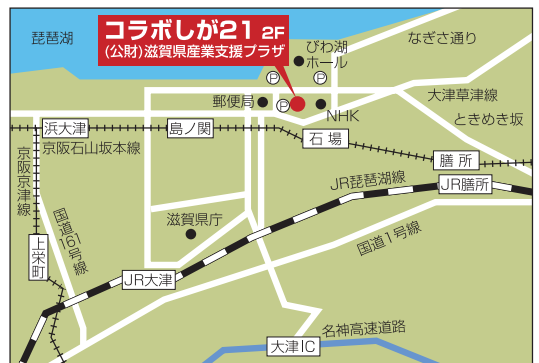 琵琶湖
コラボしが21 2F
(公財)滋賀県産業支援プラザ
びわ湖
ホール
なぎさ通り
P
P
郵便局
P
NHK
大津草津線
ときめき坂
浜大津
島ノ関
石場
京阪石山坂本線
膳所
京阪京津線
JR琵琶湖線
JR膳所
国道161号線
滋賀県庁
国道1号線
上栄町
JR大津
名神高速道路
大津IC